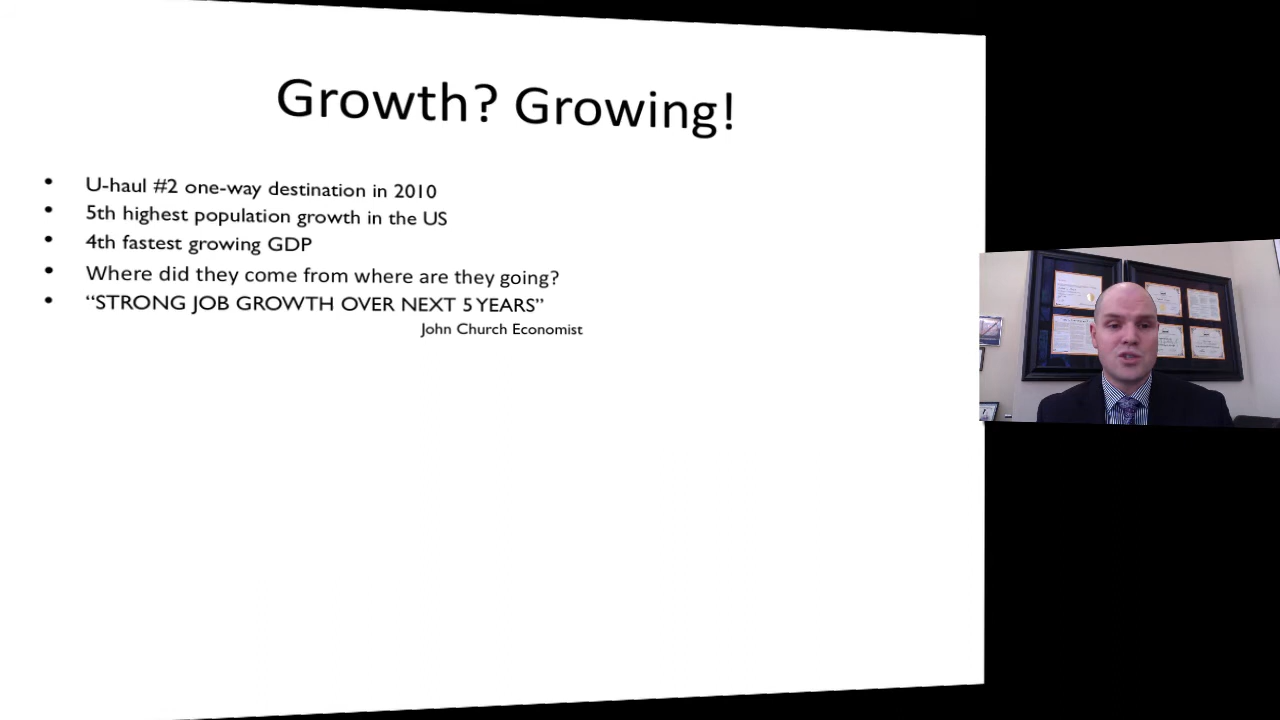 Growth? Growing!
• U-haul #2 one-way destination in 2010
• 5th highest population growth in the US
• 4th fastest growing GDP
• Where did they come from where are they going?
• “STRONG JOB GROWTH OVER NEXT 5 YEARS”
John Church Economist